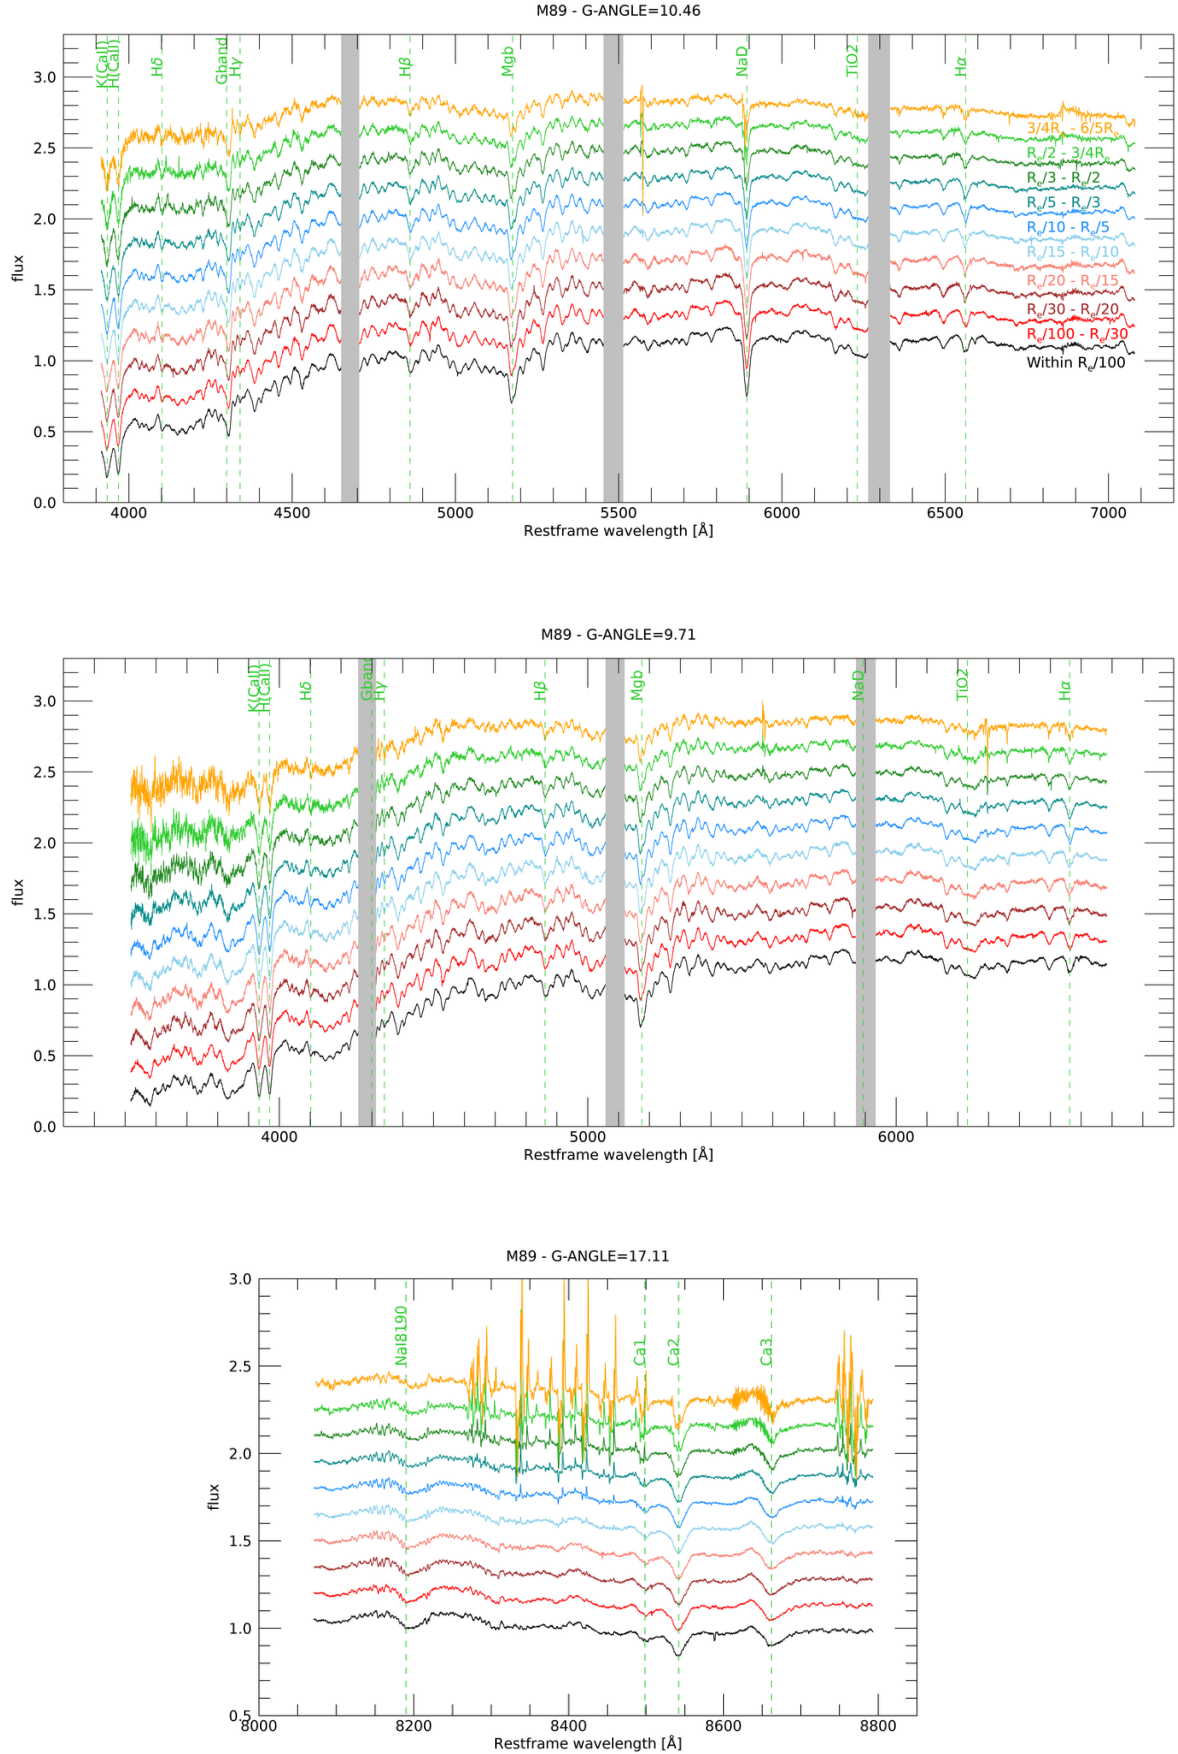 M89 - G-ANGLE=10.46
K(CaII)
H(CaII)
Hδ
Gband
Hγ
Hβ
Mgb
NaD
TiO2
Hα
3.0
2.5
2.0
1.5
1.0
0.5
0.0
flux
3/4Re - 6/5Re
Re/2 - 3/4Re
Re/3 - Re/2
Re/5 - Re/3
Re/10 - Re/5
Re/15 - Re/10
Re/20 - Re/15
Re/30 - Re/20
Re/100 - Re/30
Within Re/100
4000 4500 5000 5500 6000 6500 7000
Restframe wavelength [Å]
M89 - G-ANGLE=9.71
K(CaII)
H(CaII)
Hδ
Gband
Hγ
Hβ
Mgb
NaD
TiO2
Hα
3.0
2.5
2.0
1.5
1.0
0.5
0.0
flux
4000 5000 6000
Restframe wavelength [Å]
M89 - G-ANGLE=17.11
NaI8190
Ca1
Ca2
Ca3
3.0
2.5
2.0
1.5
1.0
0.5
flux
8000 8200 8400 8600 8800
Restframe wavelength [Å]